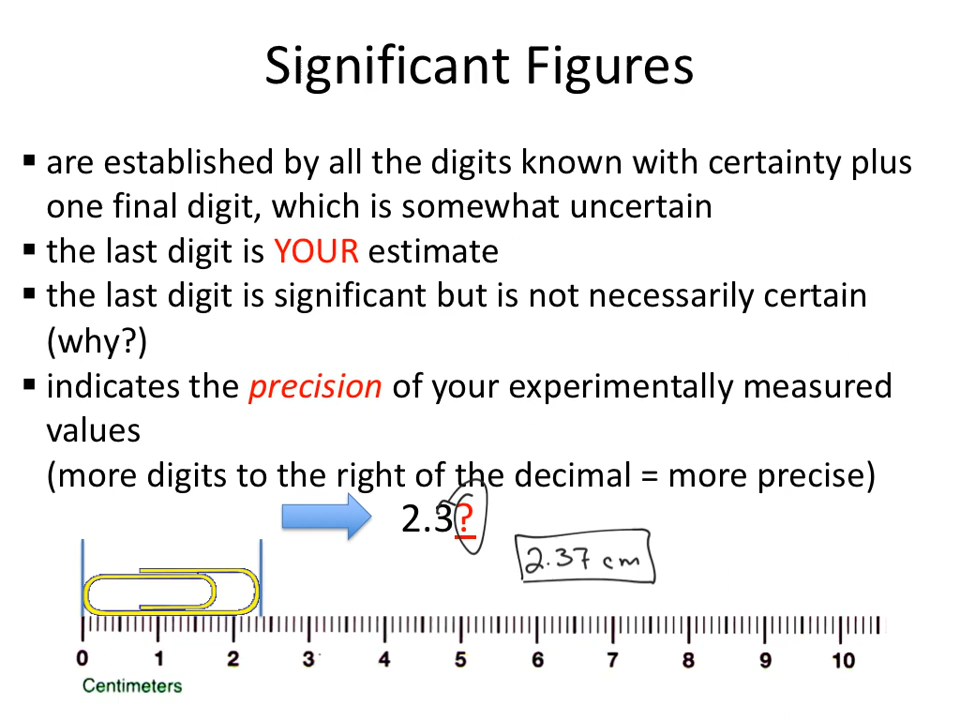 Significant Figures
▪ are established by all the digits known with certainty plus
one final digit, which is somewhat uncertain
▪ the last digit is YOUR estimate
▪ the last digit is significant but is not necessarily certain
(why?)
▪ indicates the precision of your experimentally measured
values
(more digits to the right of the decimal = more precise)
2.3?
2.37 cm
0 1 2 3 4 5 6 7 8 9 10
Centimeters